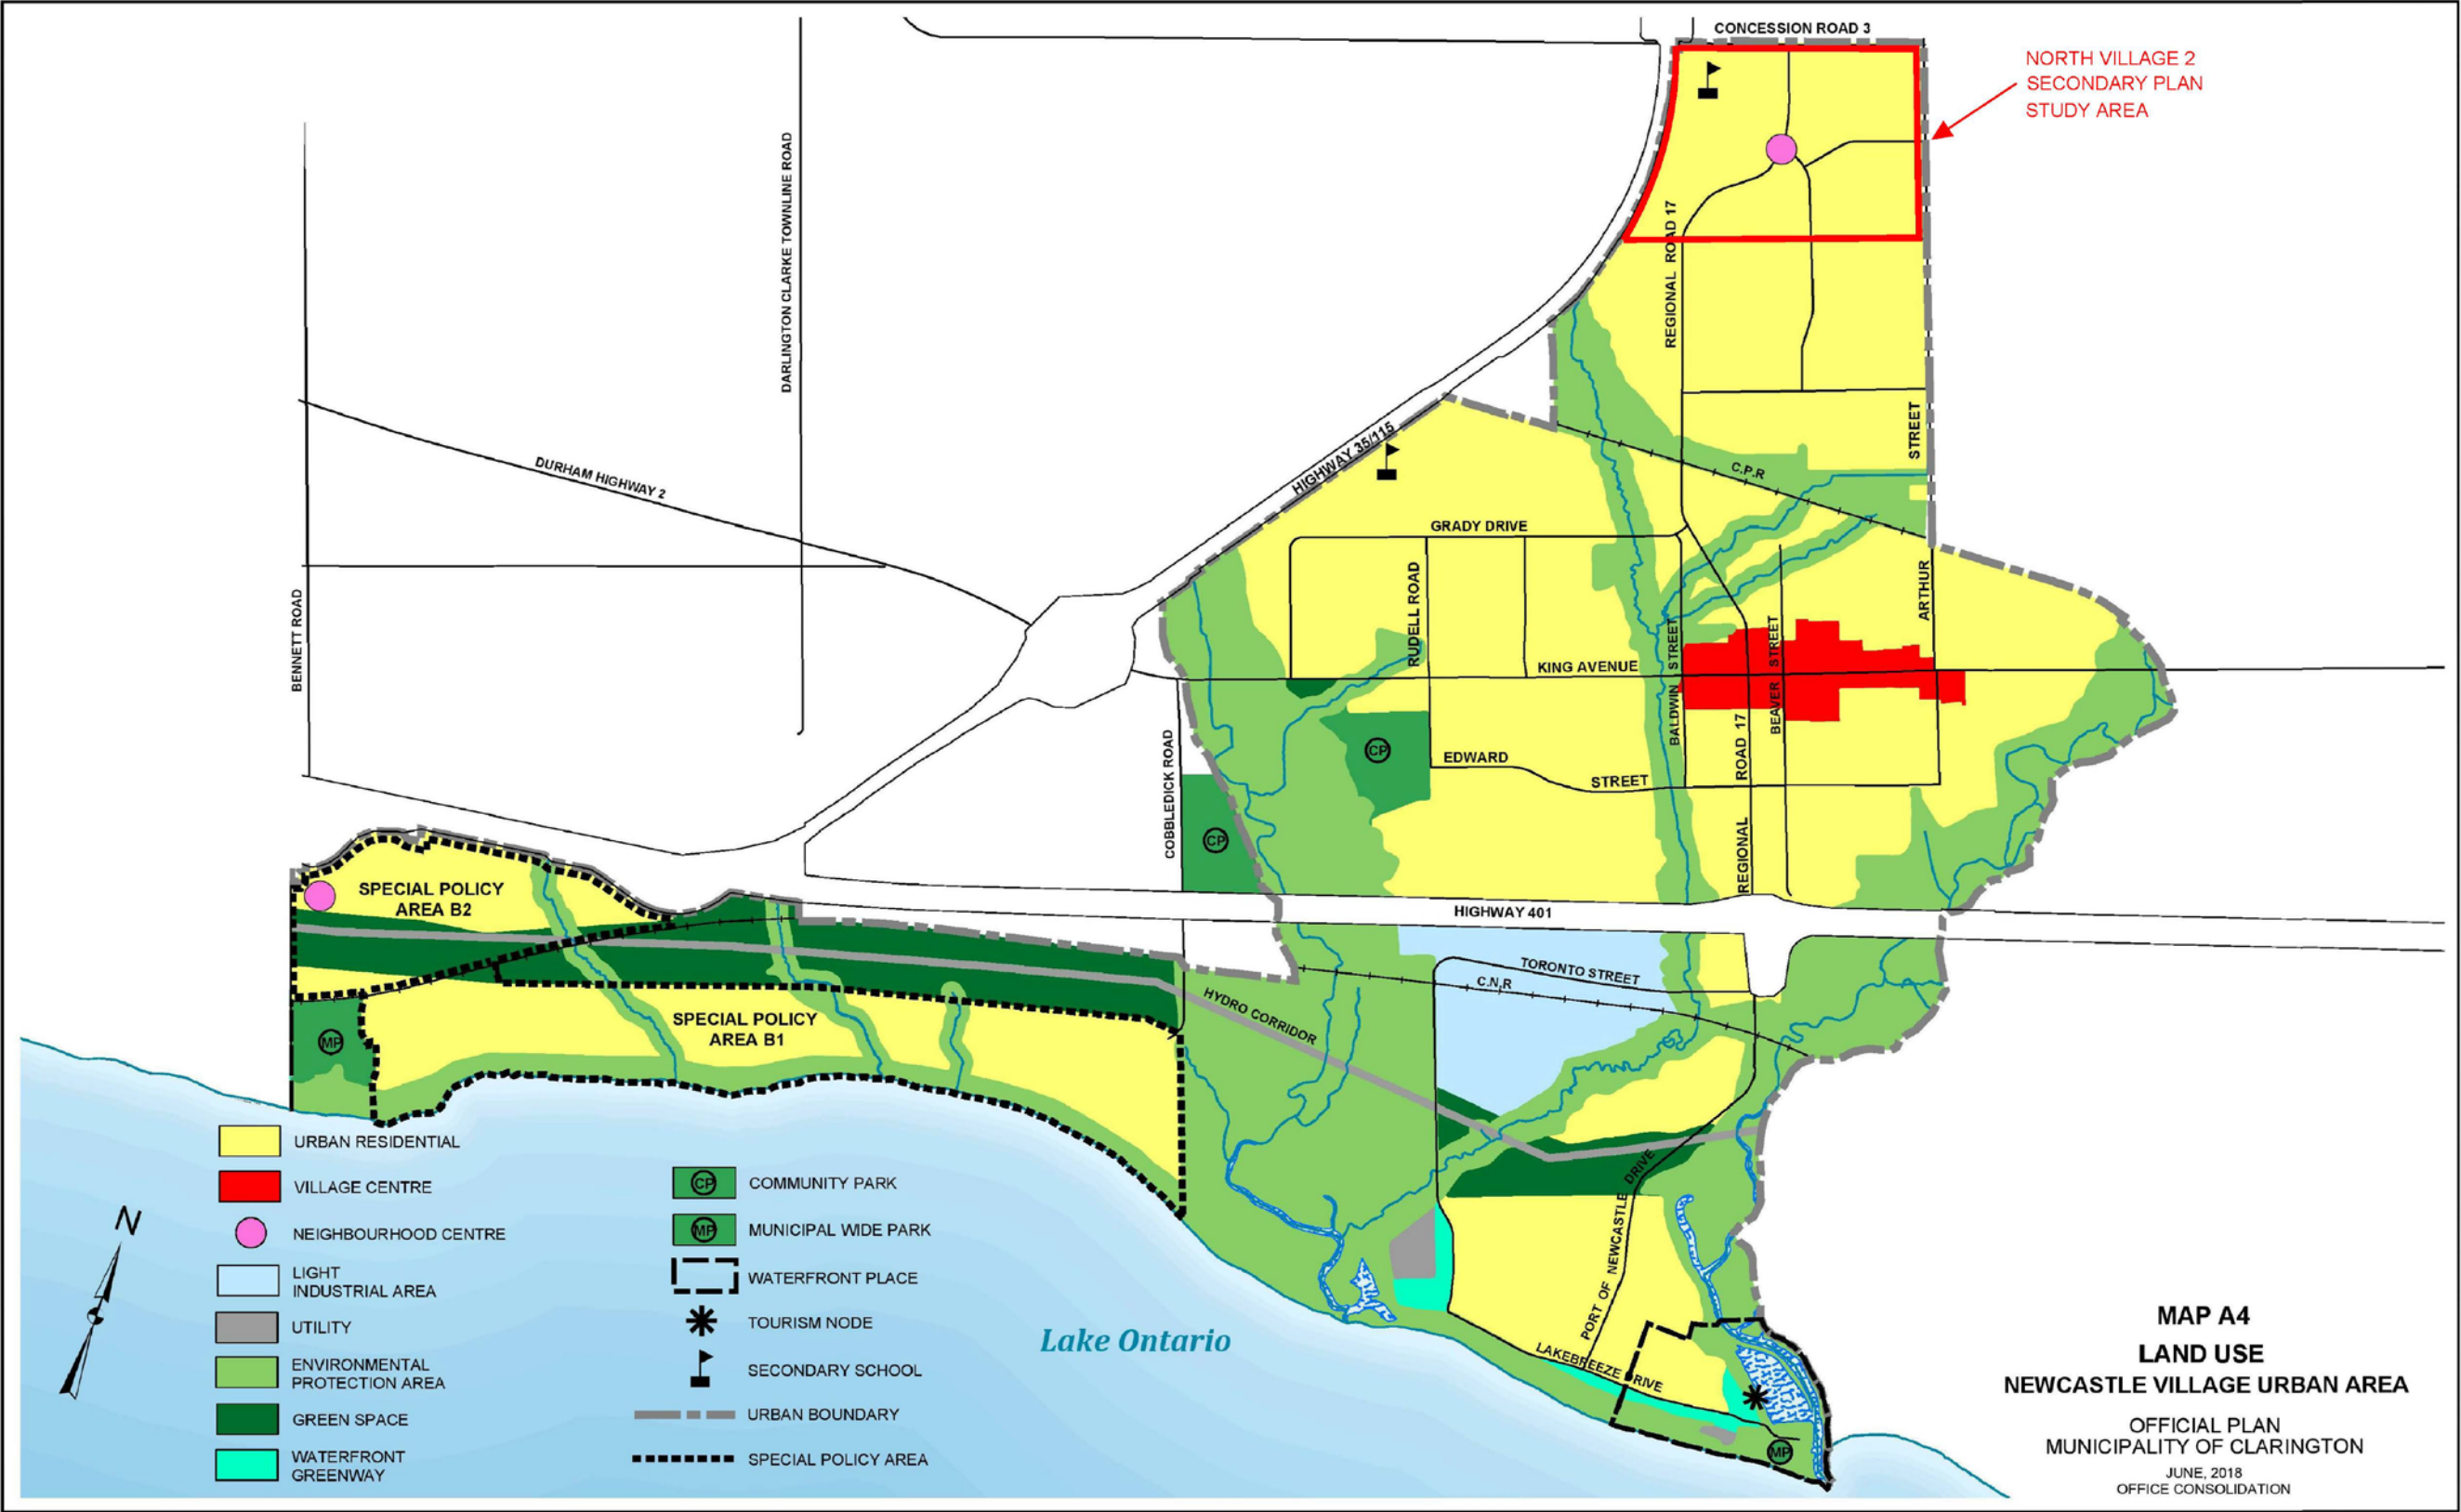 CONCESSION ROAD 3
NORTH VILLAGE 2
SECONDARY PLAN
STUDY AREA
DARLINGTON CLARKE TOWNLINE ROAD
REGIONAL ROAD 17
DURHAM HIGHWAY 2
HIGHWAY 35/115
C.P.R
STREET
ARTHUR
GRADY DRIVE
RUDELL ROAD
BENNETT ROAD
KING AVENUE
BALDWIN STREET
BEAVER STREET
REGIONAL ROAD 17
COBBLEDICK ROAD
CP
EDWARD
STREET
CP
SPECIAL POLICY
AREA B2
HIGHWAY 401
TORONTO STREET
C.N.R
HYDRO CORRIDOR
SPECIAL POLICY
AREA B1
MP
PORT OF NEWCASTLE DRIVE
LAKEBREEZE DRIVE
MP
Lake Ontario
URBAN RESIDENTIAL
VILLAGE CENTRE
NEIGHBOURHOOD CENTRE
LIGHT
INDUSTRIAL AREA
UTILITY
ENVIRONMENTAL
PROTECTION AREA
GREEN SPACE
WATERFRONT
GREENWAY
CP
COMMUNITY PARK
MP
MUNICIPAL WIDE PARK
WATERFRONT PLACE
TOURISM NODE
SECONDARY SCHOOL
URBAN BOUNDARY
SPECIAL POLICY AREA
N
MAP A4
LAND USE
NEWCASTLE VILLAGE URBAN AREA
OFFICIAL PLAN
MUNICIPALITY OF CLARINGTON
JUNE, 2018
OFFICE CONSOLIDATION